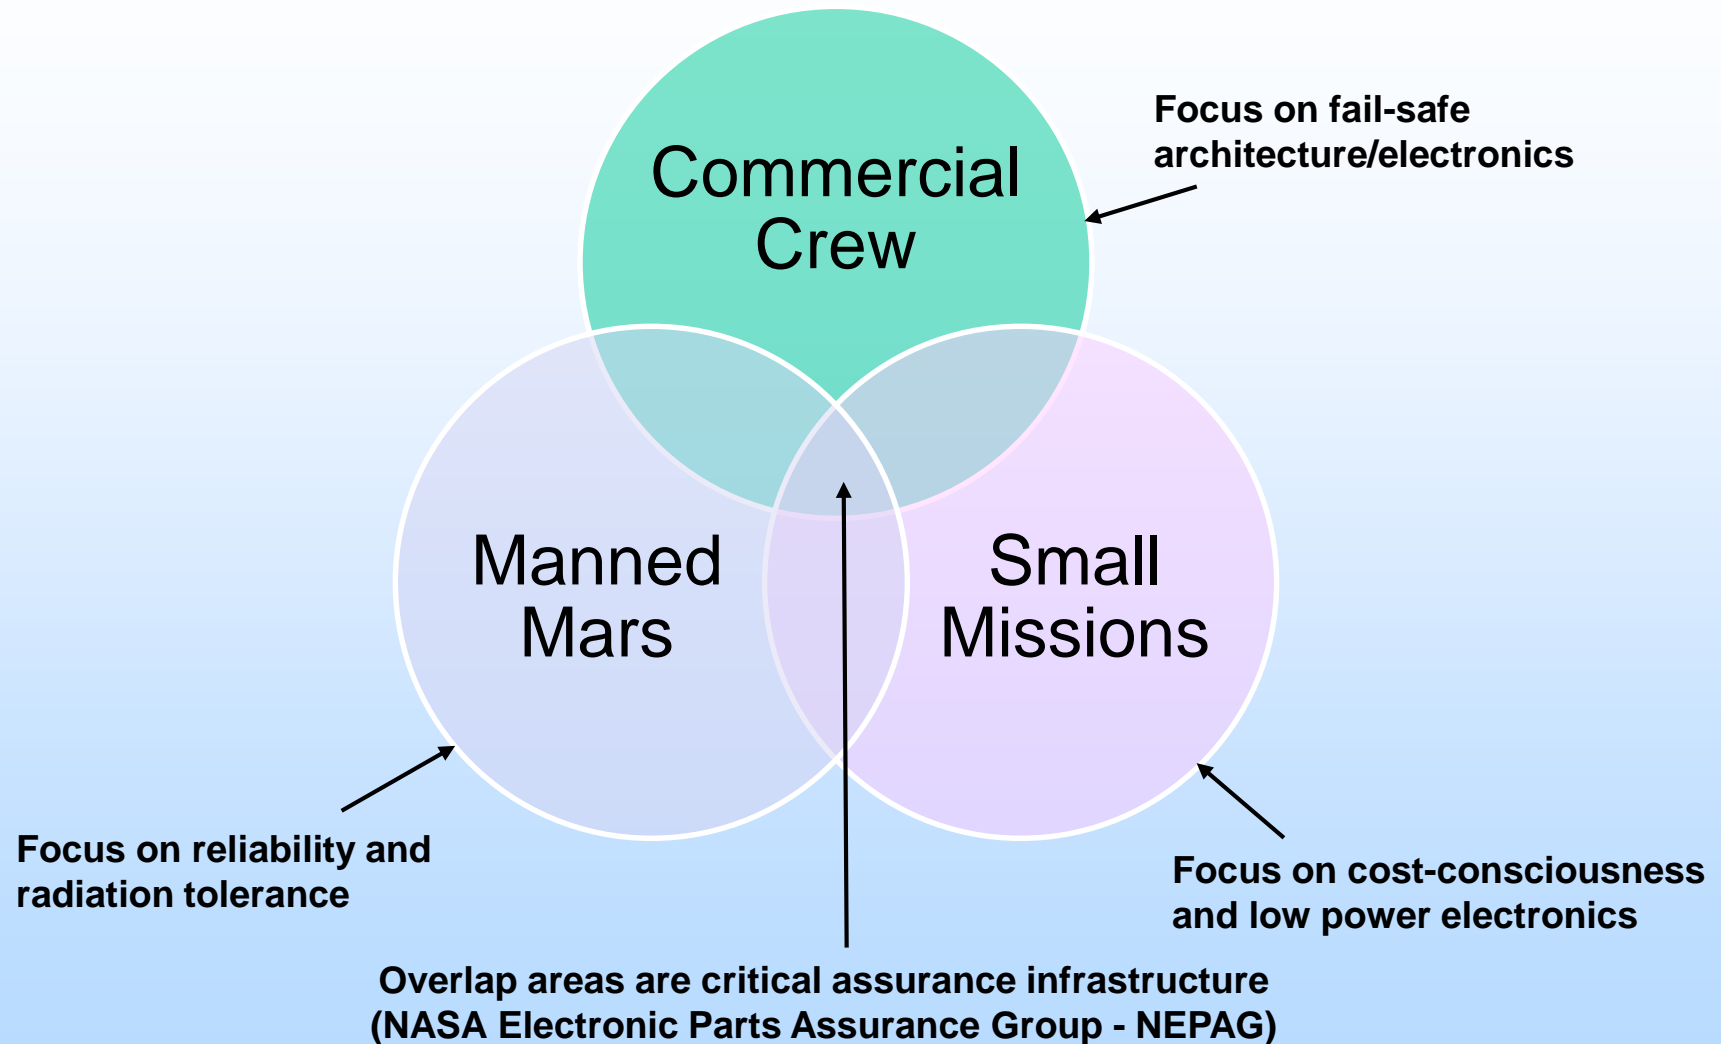 Commercial
Crew
Focus on fail-safe
architecture/electronics
Manned
Mars
Small
Missions
Focus on reliability and
radiation tolerance
Focus on cost-consciousness
and low power electronics
Overlap areas are critical assurance infrastructure
(NASA Electronic Parts Assurance Group - NEPAG)